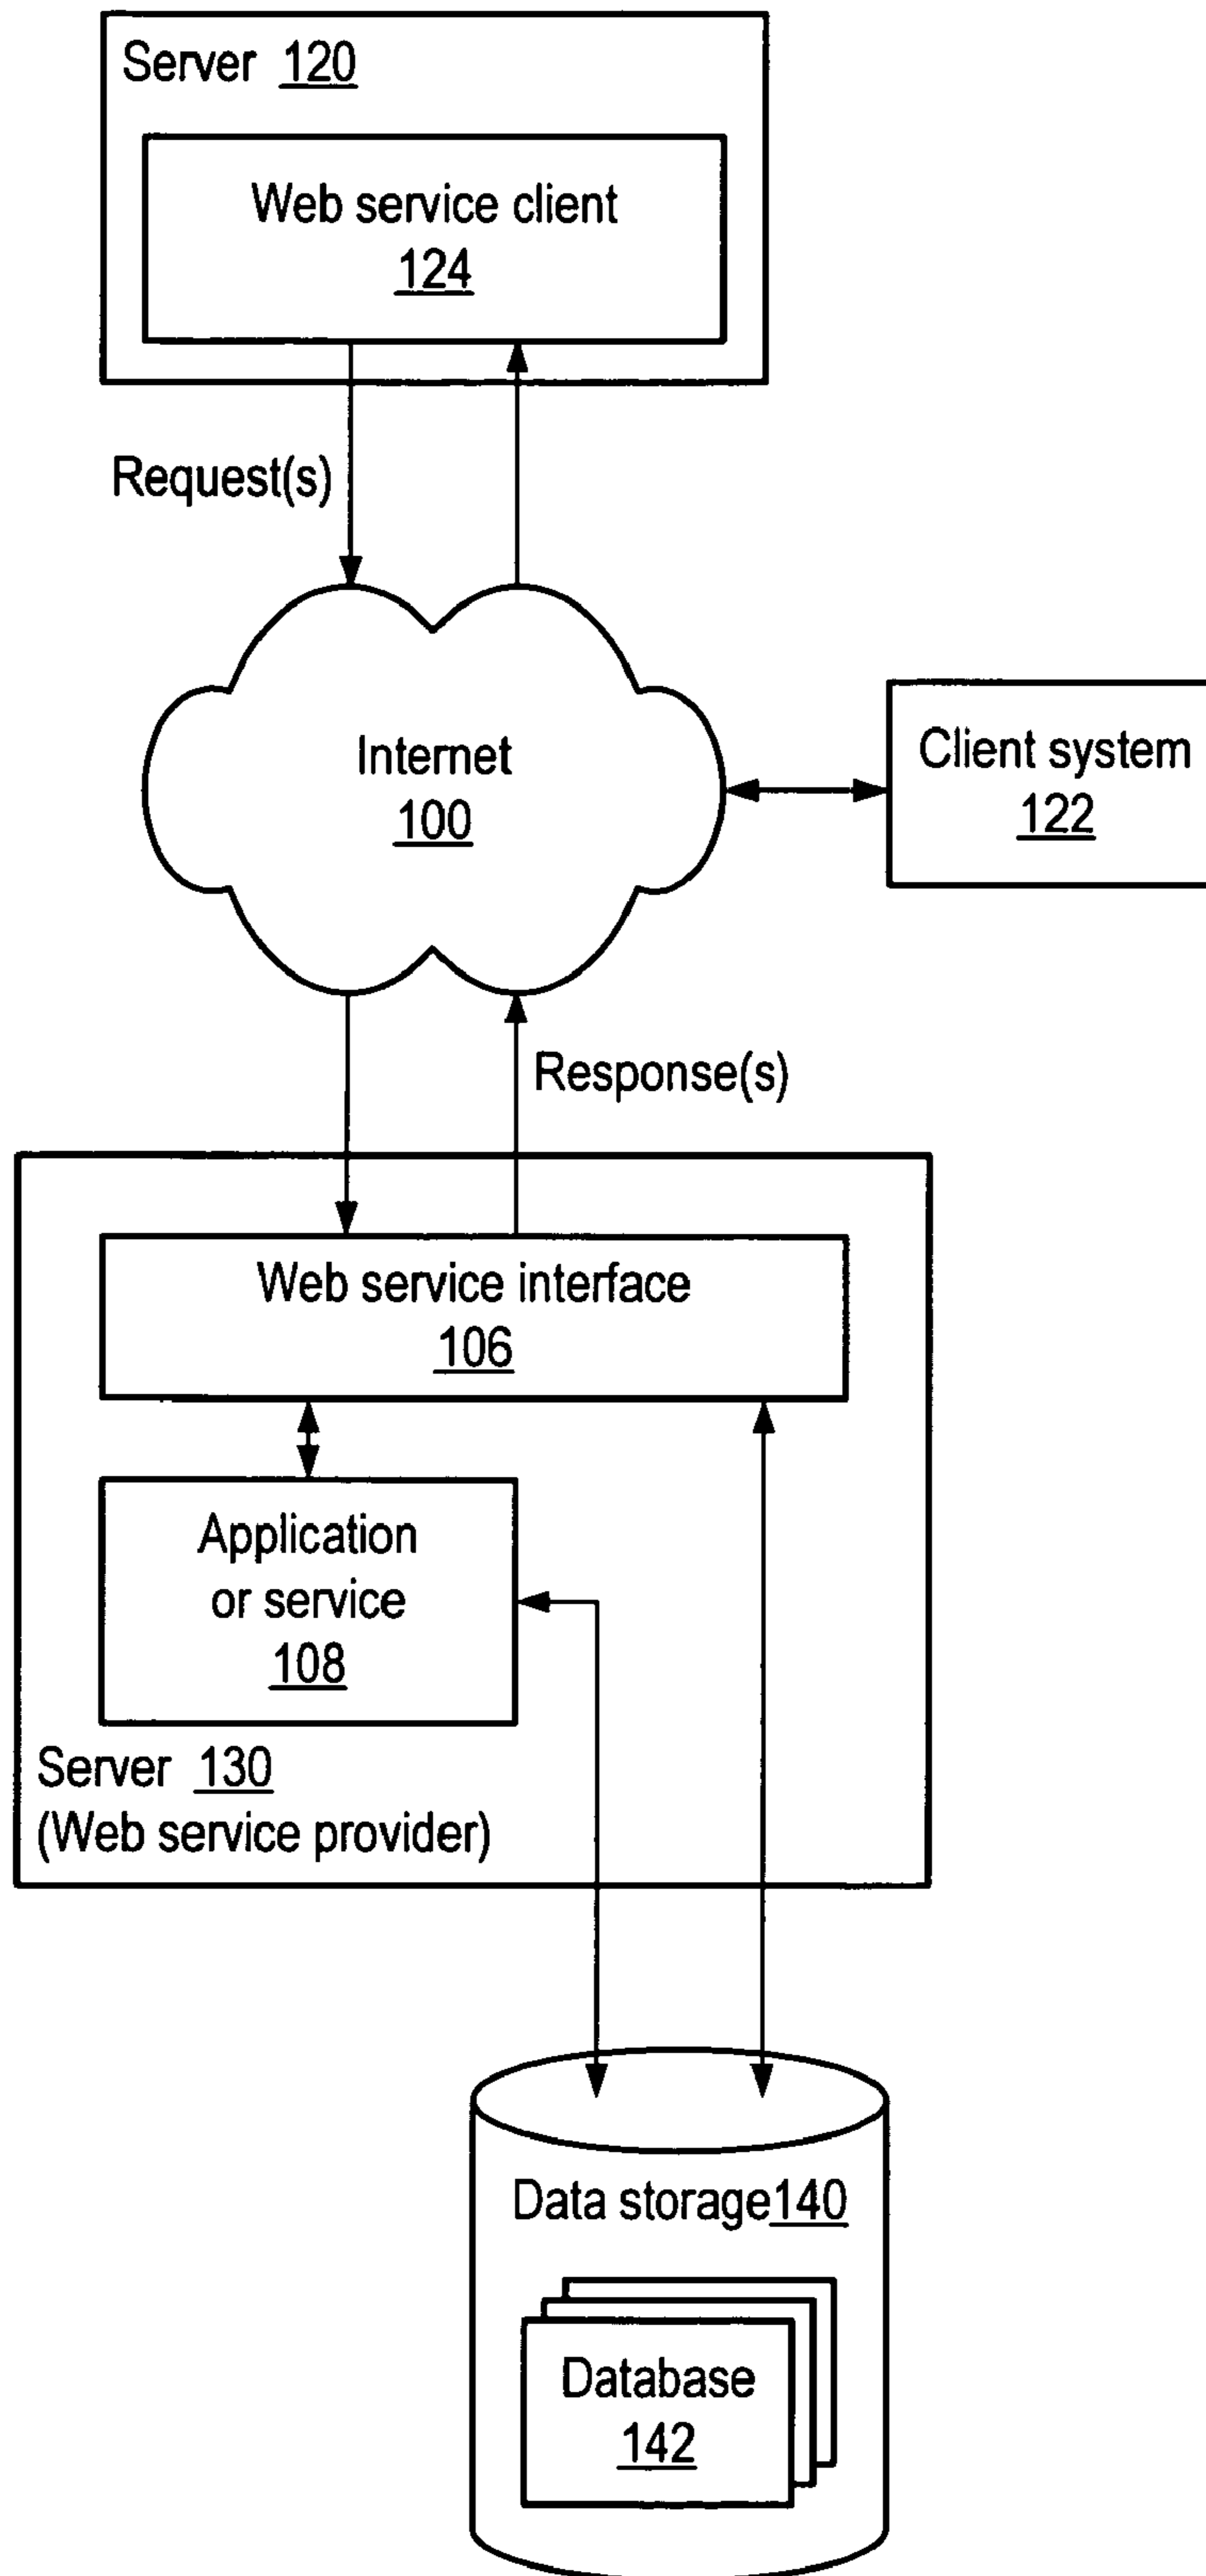 Server 120
Web service client
124
Request(s)
Internet
100
Client system
122
Response(s)
Web service interface
106
Application
or service
108
Server 130
(Web service provider)
Data storage140
Database
142